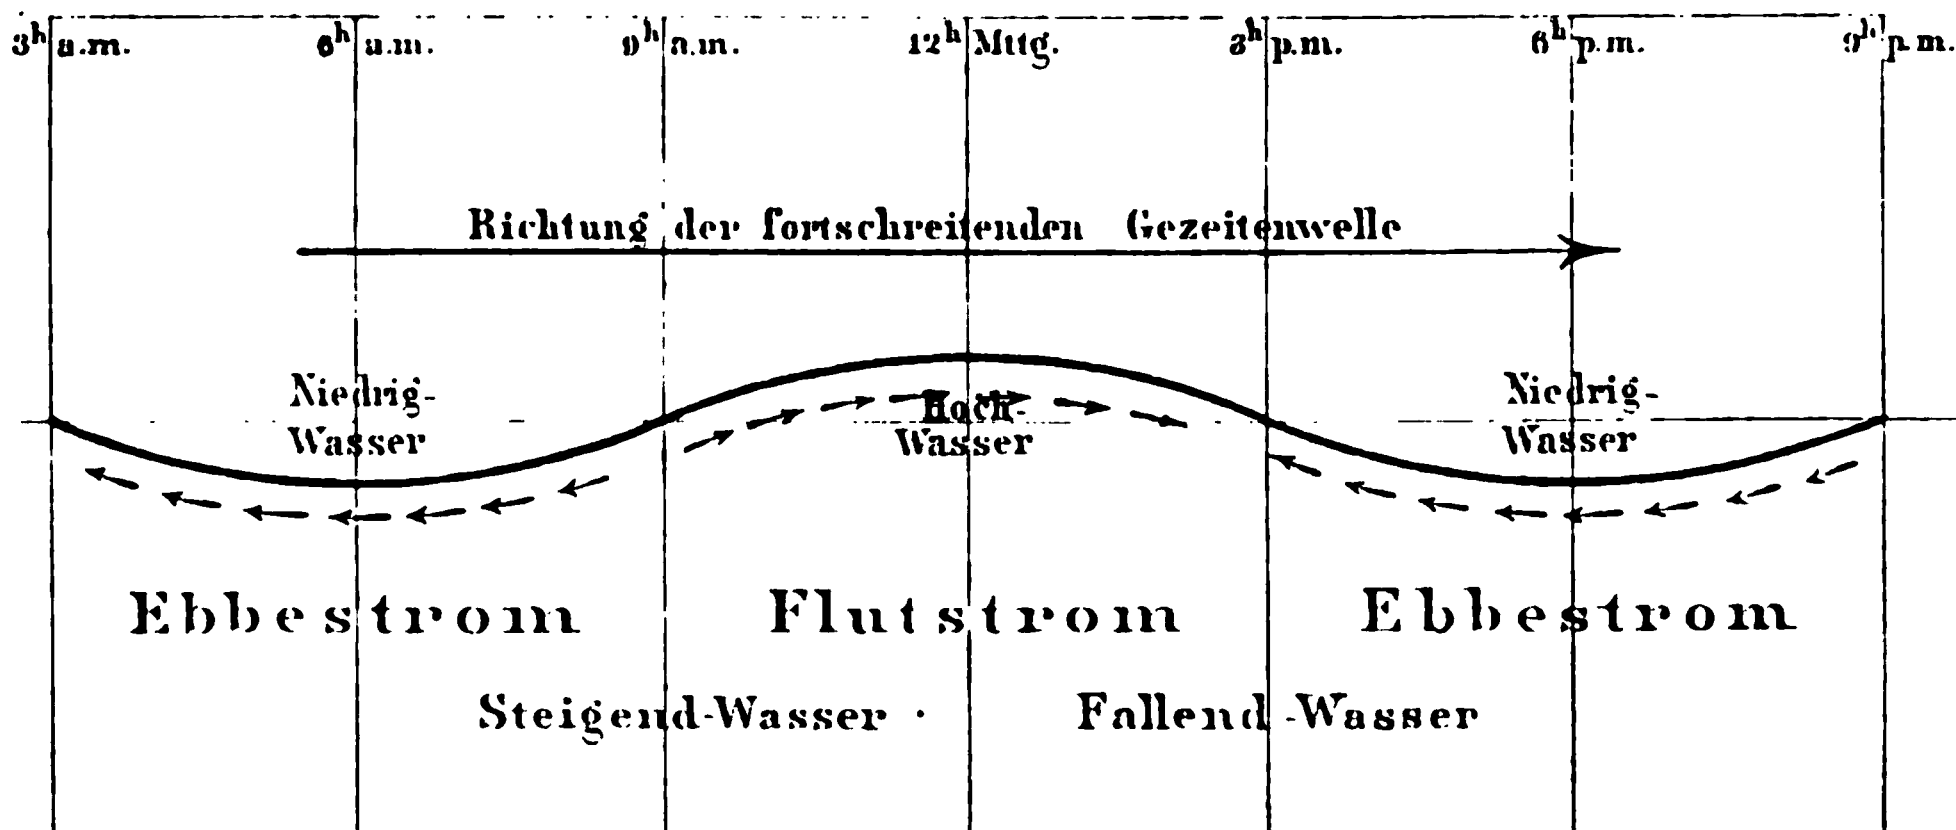 3h a.m. 6h a.m. 9h a.m. 12h Mttg. 3h p.m. 6h p.m. 9h p.m.
Richtung der fortschreitenden Gezeitenwelle
Niedrig-
Wasser
Hoch-
Wasser
Niedrig-
Wasser
Ebbestrom Flutstrom Ebbestrom
Steigend-Wasser Fallend-Wasser